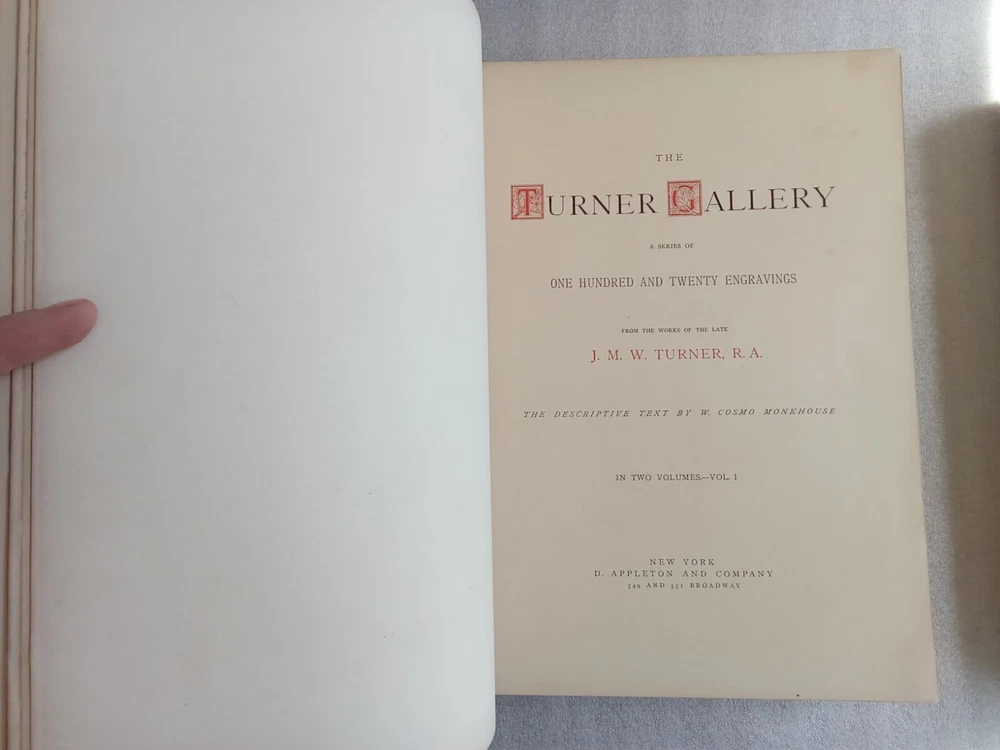 THE
TURNER GALLERY
A SERIES OF
ONE HUNDRED AND TWENTY ENGRAVINGS
FROM THE WORKS OF THE LATE
J. M. W. TURNER, R. A.
THE DESCRIPTIVE TEXT BY W. COSMO MONKHOUSE
IN TWO VOLUMES.—VOL. I
NEW YORK
D. APPLETON AND COMPANY
549 AND 551 BROADWAY